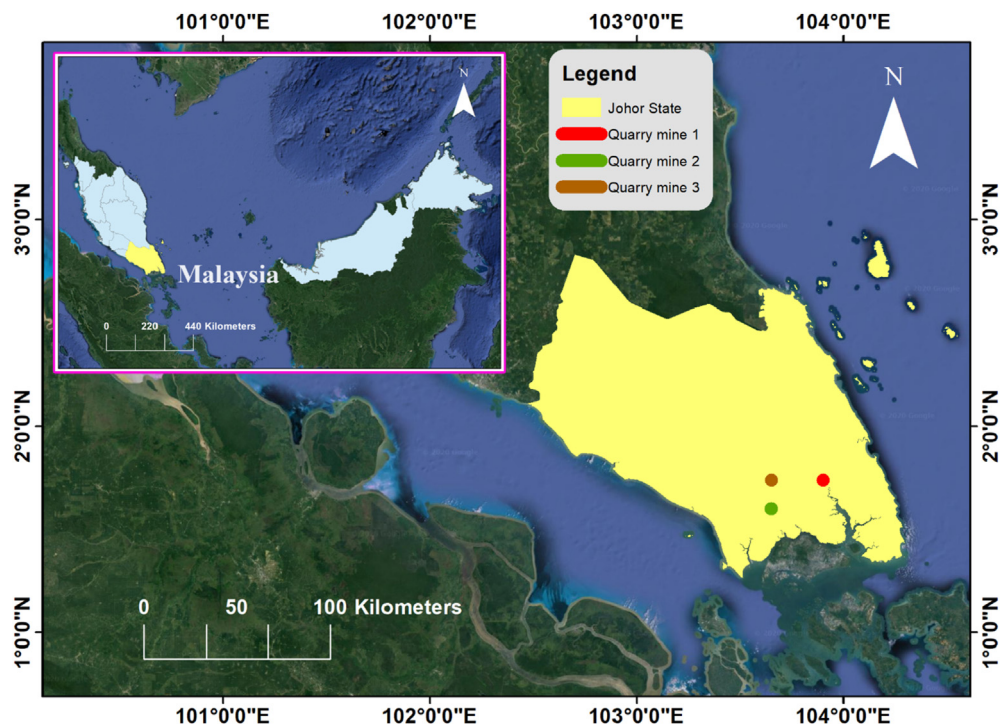 101°0'0"E 102°0'0"E 103°0'0"E 104°0'0"E
N
Malaysia
0 220 440 Kilometers
Legend
Johor State
Quarry mine 1
Quarry mine 2
Quarry mine 3
N
3°0'0"N
2°0'0"N
1°0'0"N
3°0'0"N
2°0'0"N
1°0'0"N
0 50 100 Kilometers
101°0'0"E 102°0'0"E 103°0'0"E 104°0'0"E